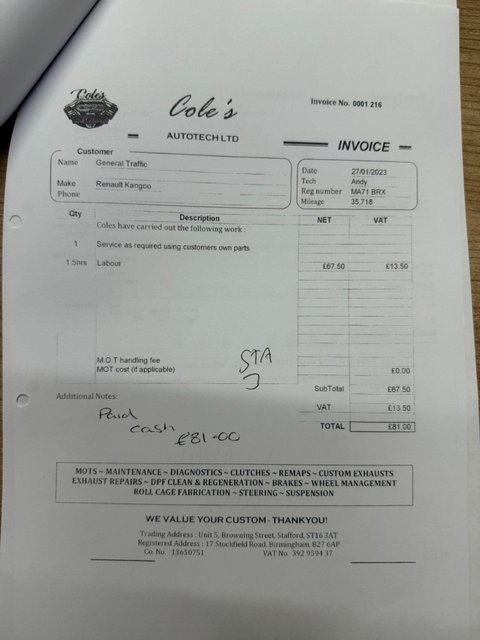 Cole's
Cole's
AUTOTECH LTD
Invoice No. 0001 216
INVOICE
Customer
Name General Traffic
Make Renault Kangoo
Phone
Date 27/01/2023
Tech Andy
Reg number MA71 BRX
Mileage 35,718
Qty Description NET VAT
Coles have carried out the following work :
1 Service as required using customers own parts
1.5hrs Labour £67.50 £13.50
M.O.T handling fee
MOT cost (if applicable) £0.00
STA
SubTotal £67.50
Additional Notes:
VAT £13.50
Paid
cash
£81.00
TOTAL £81.00
MOTS ~ MAINTENANCE ~ DIAGNOSTICS ~ CLUTCHES ~ REMAPS ~ CUSTOM EXHAUSTS
EXHAUST REPAIRS ~ DPF CLEAN & REGENERATION ~ BRAKES ~ WHEEL MANAGEMENT
ROLL CAGE FABRICATION ~ STEERING ~ SUSPENSION
WE VALUE YOUR CUSTOM - THANKYOU!
Trading Address : Unit 5, Browning Street, Stafford, ST16 3AT
Registered Address : 17 Stockfield Road, Birmingham, B27 6AP
Co. No. 13650751 VAT No. 392 9594 37